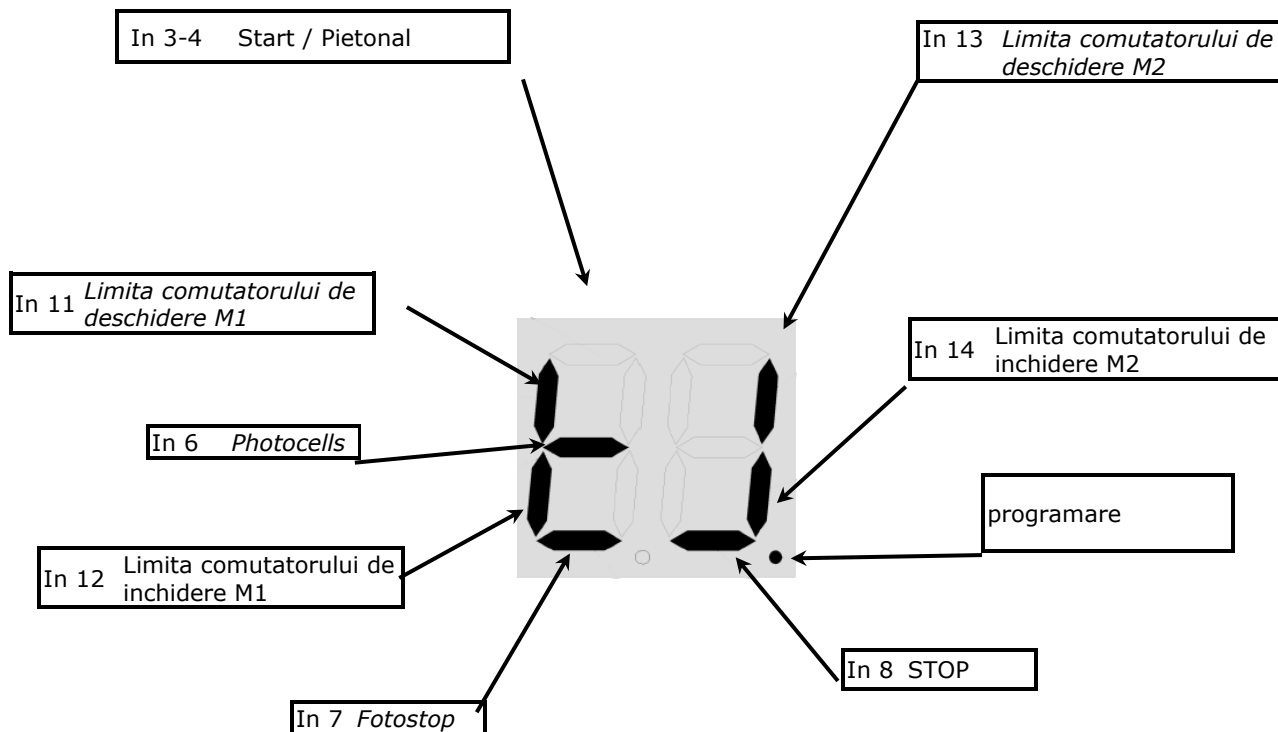 In 3-4 Start / Pietonal
In 13 Limita comutatorului de
deschidere M2
In 11 Limita comutatorului de
deschidere M1
In 14 Limita comutatorului de
inchidere M2
In 6 Photocells
programare
In 12 Limita comutatorului de
inchidere M1
In 8 STOP
In 7 Fotostop